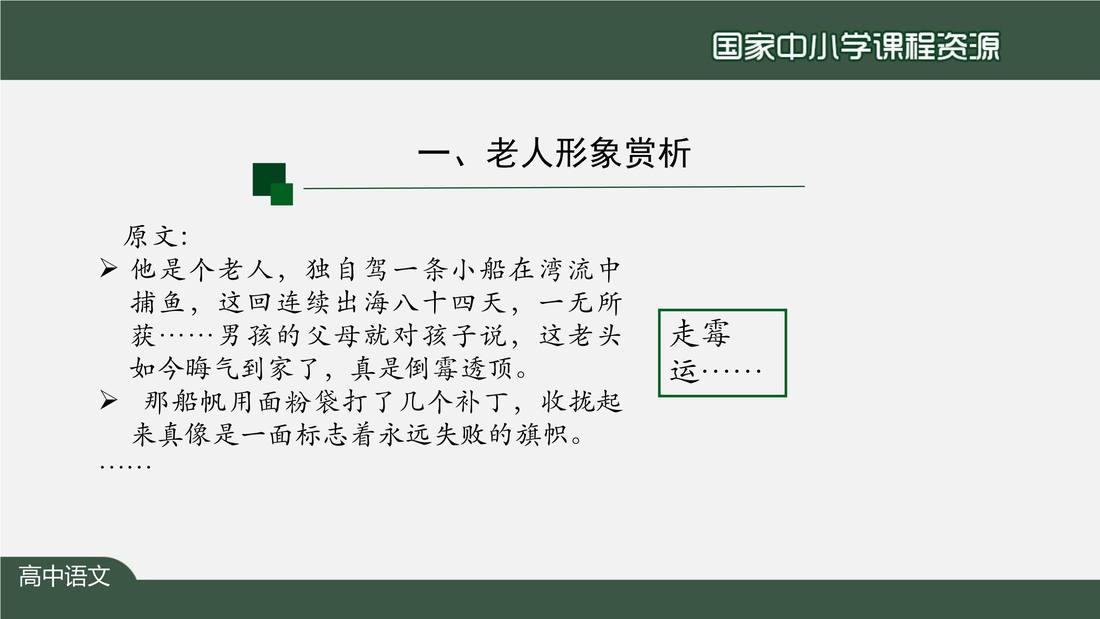 国家中小学课程资源
一、老人形象赏析
原文：
➢ 他是个老人，独自驾一条小船在湾流中
捕鱼，这回连续出海八十四天，一无所
获……男孩的父母就对孩子说，这老头
如今晦气到家了，真是倒霉透顶。
➢ 那船帆用面粉袋打了几个补丁，收拢起
来真像是一面标志着永远失败的旗帜。
……
走霉
运……
高中语文